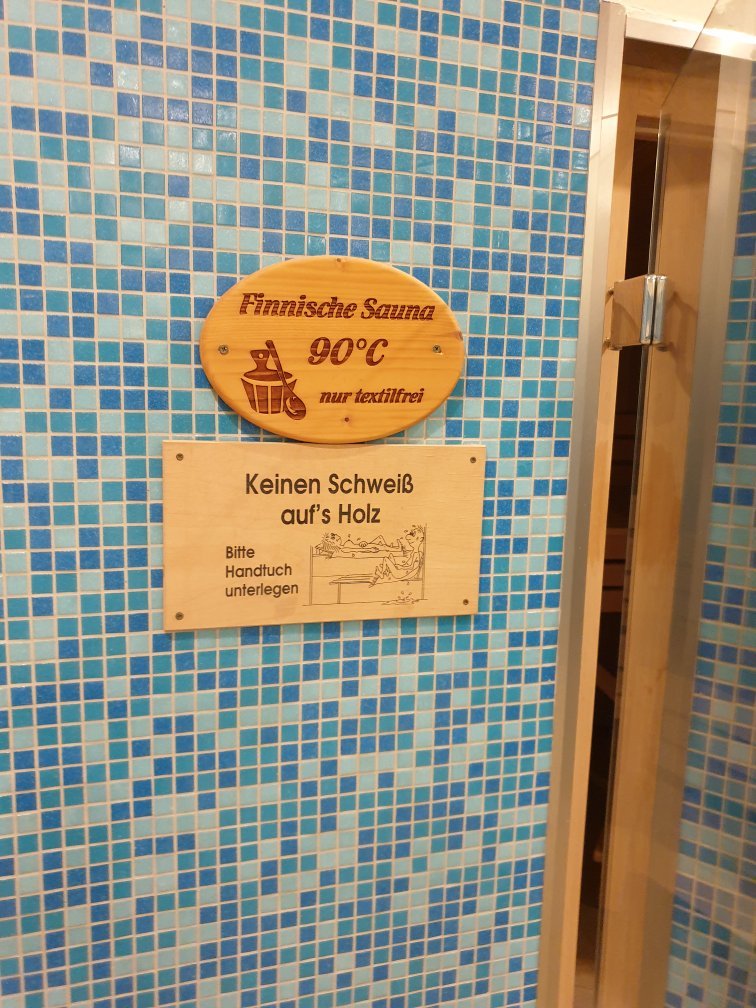 Finnische Sauna
90°C
nur textilfrei
Keinen Schweiß
auf's Holz
Bitte
Handtuch
unterlegen